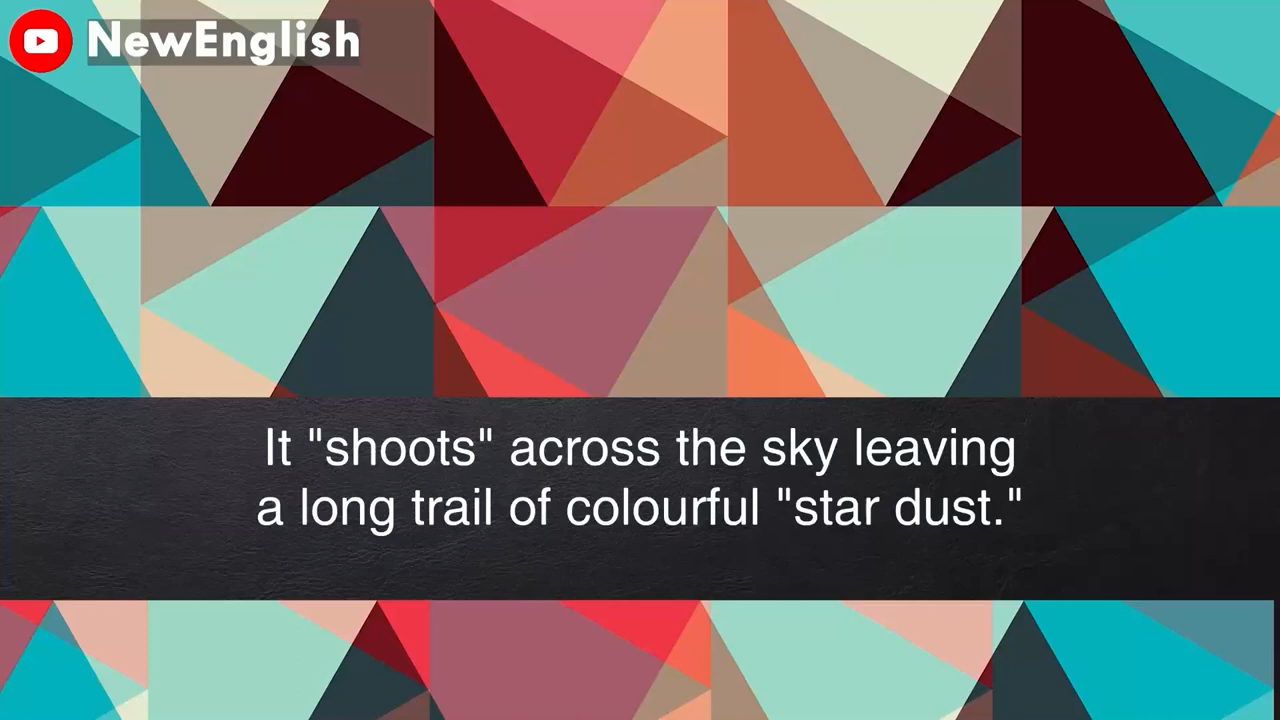 NewEnglish
It "shoots" across the sky leaving
a long trail of colourful "star dust."